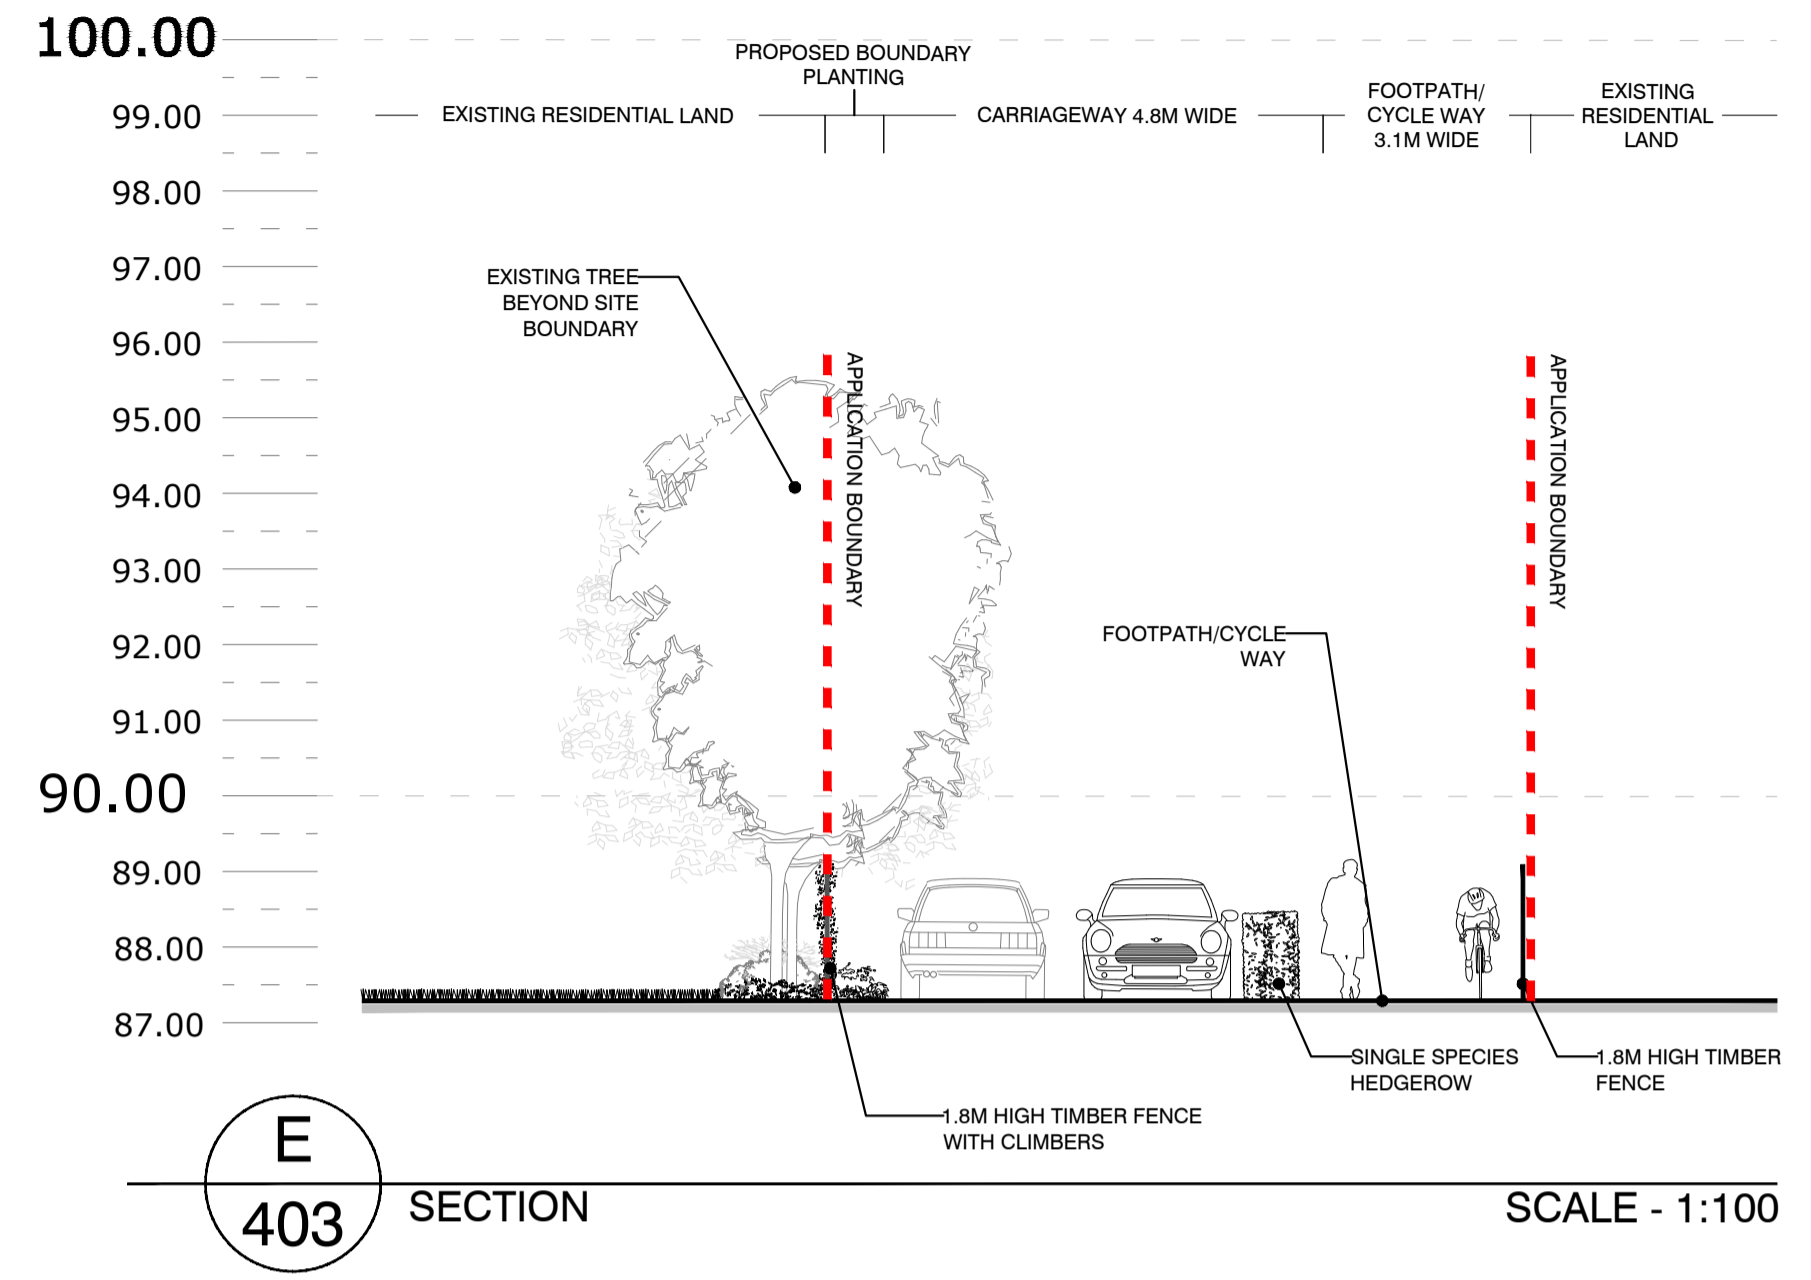 100.00
PROPOSED BOUNDARY
PLANTING
99.00
EXISTING RESIDENTIAL LAND
CARRIAGEWAY 4.8M WIDE
FOOTPATH/
CYCLE WAY
3.1M WIDE
EXISTING
RESIDENTIAL
LAND
98.00
97.00
EXISTING TREE
BEYOND SITE
BOUNDARY
96.00
APPLICATION BOUNDARY
APPLICATION BOUNDARY
95.00
94.00
93.00
92.00
FOOTPATH/CYCLE
WAY
91.00
90.00
89.00
88.00
87.00
SINGLE SPECIES
HEDGEROW
1.8M HIGH TIMBER
FENCE
1.8M HIGH TIMBER FENCE
WITH CLIMBERS
E
403
SECTION
SCALE - 1:100